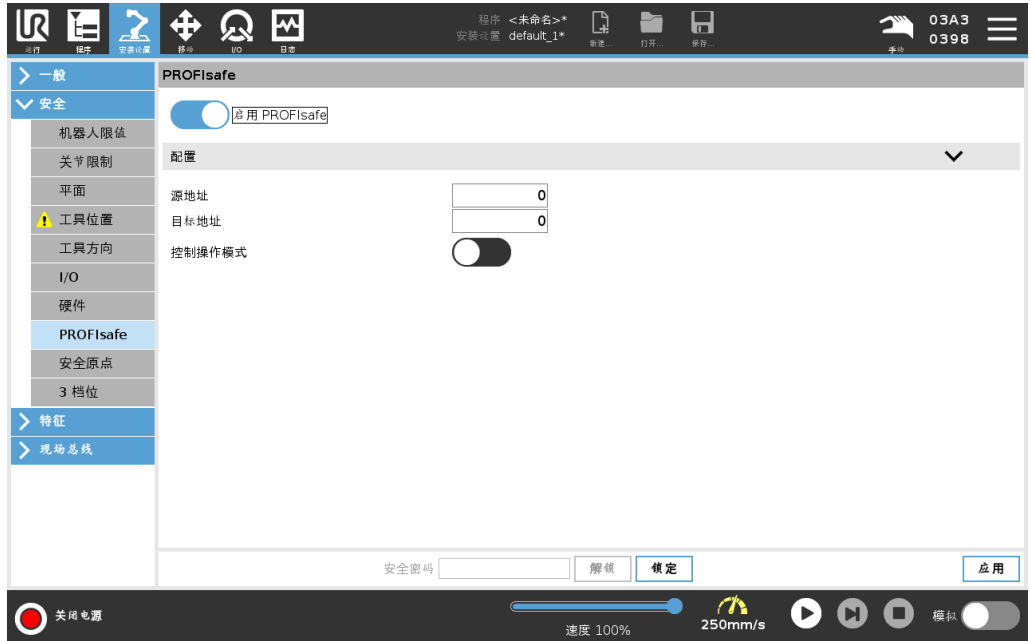 UR
运行
程序
安装设置
移动
I/O
日志
程序 <未命名>*
安装设置 default_1*
新建...
打开...
保存...
手动
03A3
0398
一般
安全
机器人限值
关节限制
平面
工具位置
工具方向
I/O
硬件
PROFIsafe
安全原点
3 档位
特征
现场总线
PROFIsafe
启用 PROFIsafe
配置
源地址 0
目标地址 0
控制操作模式
安全密码 解锁 锁定 应用
关闭电源
速度 100%
250mm/s
模拟